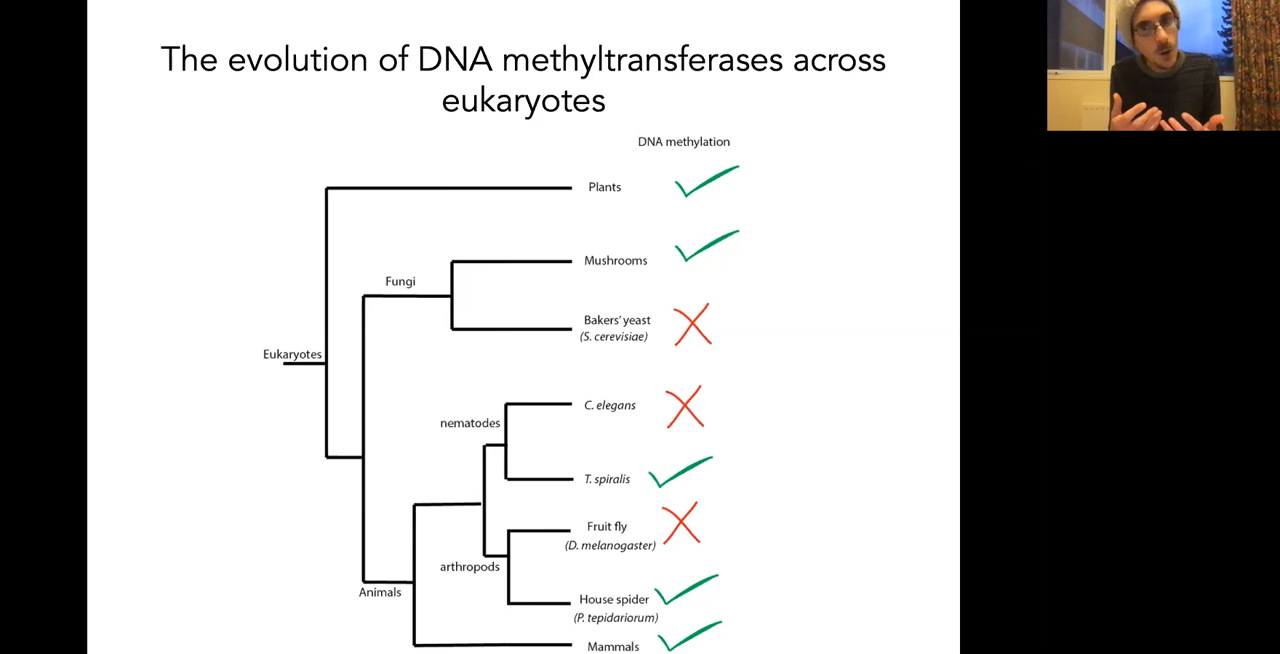 The evolution of DNA methyltransferases across
eukaryotes
DNA methylation
Plants
Mushrooms
Fungi
Bakers' yeast
(S. cerevisiae)
Eukaryotes
C. elegans
nematodes
T. spiralis
Fruit fly
(D. melanogaster)
arthropods
House spider
(P. tepidariorum)
Animals
Mammals